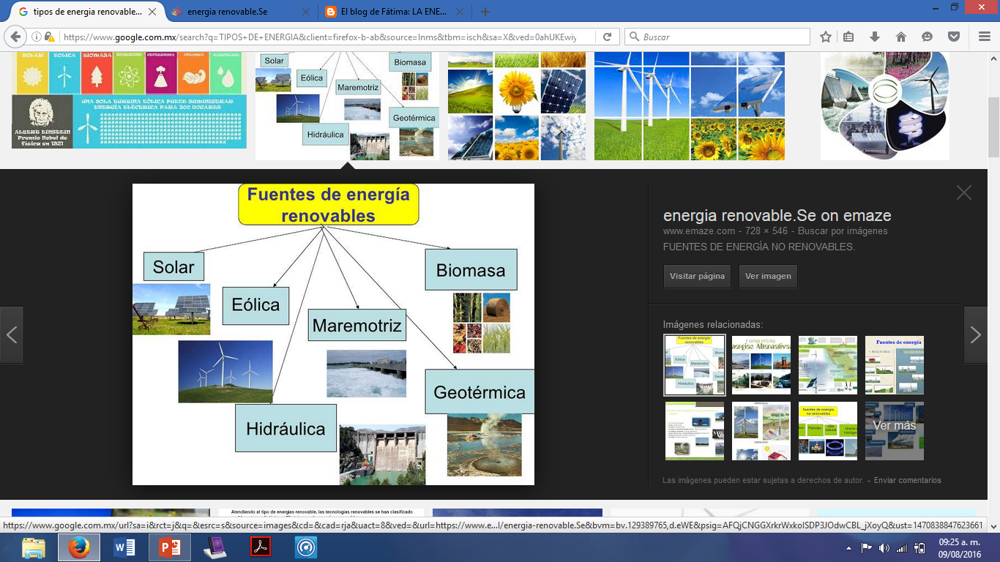 tipos de energia renovable...
energia renovable.Se
El blog de Fátima: LA ENE...
https://www.google.com.mx/search?q=TIPOS+DE+ENERGIA&client=firefox-b-ab&source=lnms&tbm=isch&sa=X&ved=0ahUKEwiy
Buscar
SOLAR
EOLICA
BIOMASA
UNA SOLA TURBINA EÓLICA PUEDE SUMINISTRAR
ENERGÍA ELÉCTRICA PARA 300 HOGARES
ALBERT EINSTEIN
Premio Nobel de
física en 1921
Solar
Eólica
Maremotriz
Biomasa
Geotérmica
Hidráulica
Fuentes de energía
renovables
Solar
Biomasa
Eólica
Maremotriz
Geotérmica
Hidráulica
energia renovable.Se on emaze
www.emaze.com - 728 × 546 - Buscar por imágenes
FUENTES DE ENERGÍA NO RENOVABLES.
Visitar página
Ver imagen
Imágenes relacionadas:
Fuentes de energía
renovables
Eólica
Maremotriz
Hidráulica
Energías Alternativas
Fuentes de energía
fuentes de energía
no renovables
Ver más
Las imágenes pueden estar sujetas a derechos de autor. - Enviar comentarios
Atendiendo al tipo de energías renovable, las tecnologías renovables se han clasificado
https://www.google.com.mx/url?sa=i&rct=j&q=&esrc=s&source=images&cd=&cad=rja&uact=8&ved=&url=https://www.e...l/energia-renovable.Se&bvm=bv.129389765,d.eWE&psig=AFQjCNGGXrkrWxkolSDP3JOdwCBL_jXoyQ&ust=1470838847623661
09:25 a. m.
09/08/2016